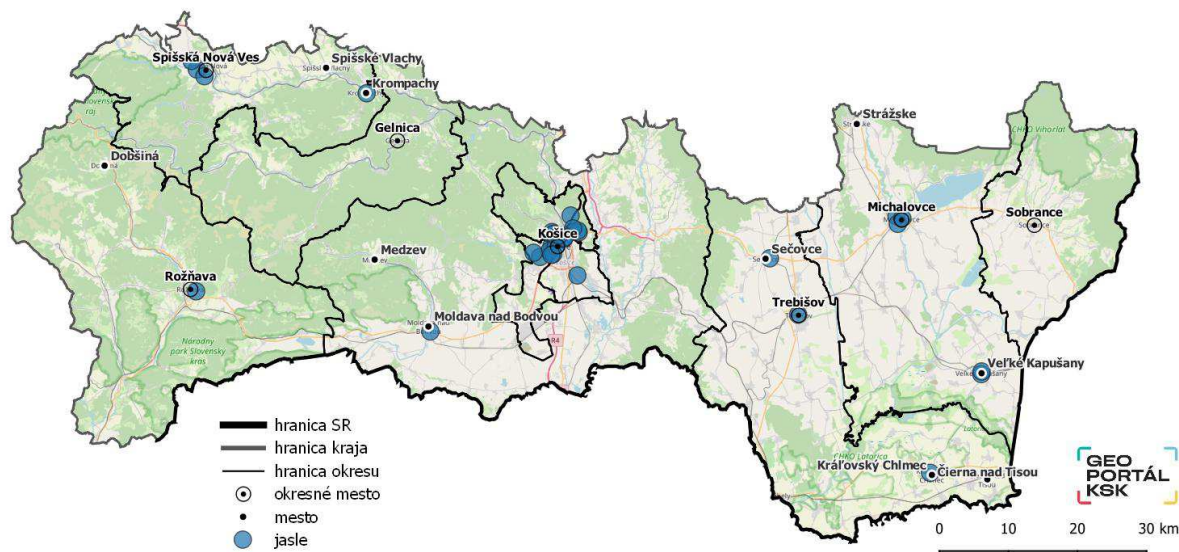 Spišská Nová Ves
Spišské Vlachy
Krompachy
Gelnica
Dobšiná
Strážske
CHKO Vihorlat
Michalovce
Sobrance
Košice
Medzev
Sečovce
Rožňava
Trebišov
Moldava nad Bodvou
R4
Národný
park Slovenský
kras
Veľké Kapušany
CHKO Latorica
Kráľovský Chlmec
Čierna nad Tisou
hranica SR
hranica kraja
hranica okresu
okresné mesto
mesto
jasle
GEO
PORTÁL
KSK
0 10 20 30 km